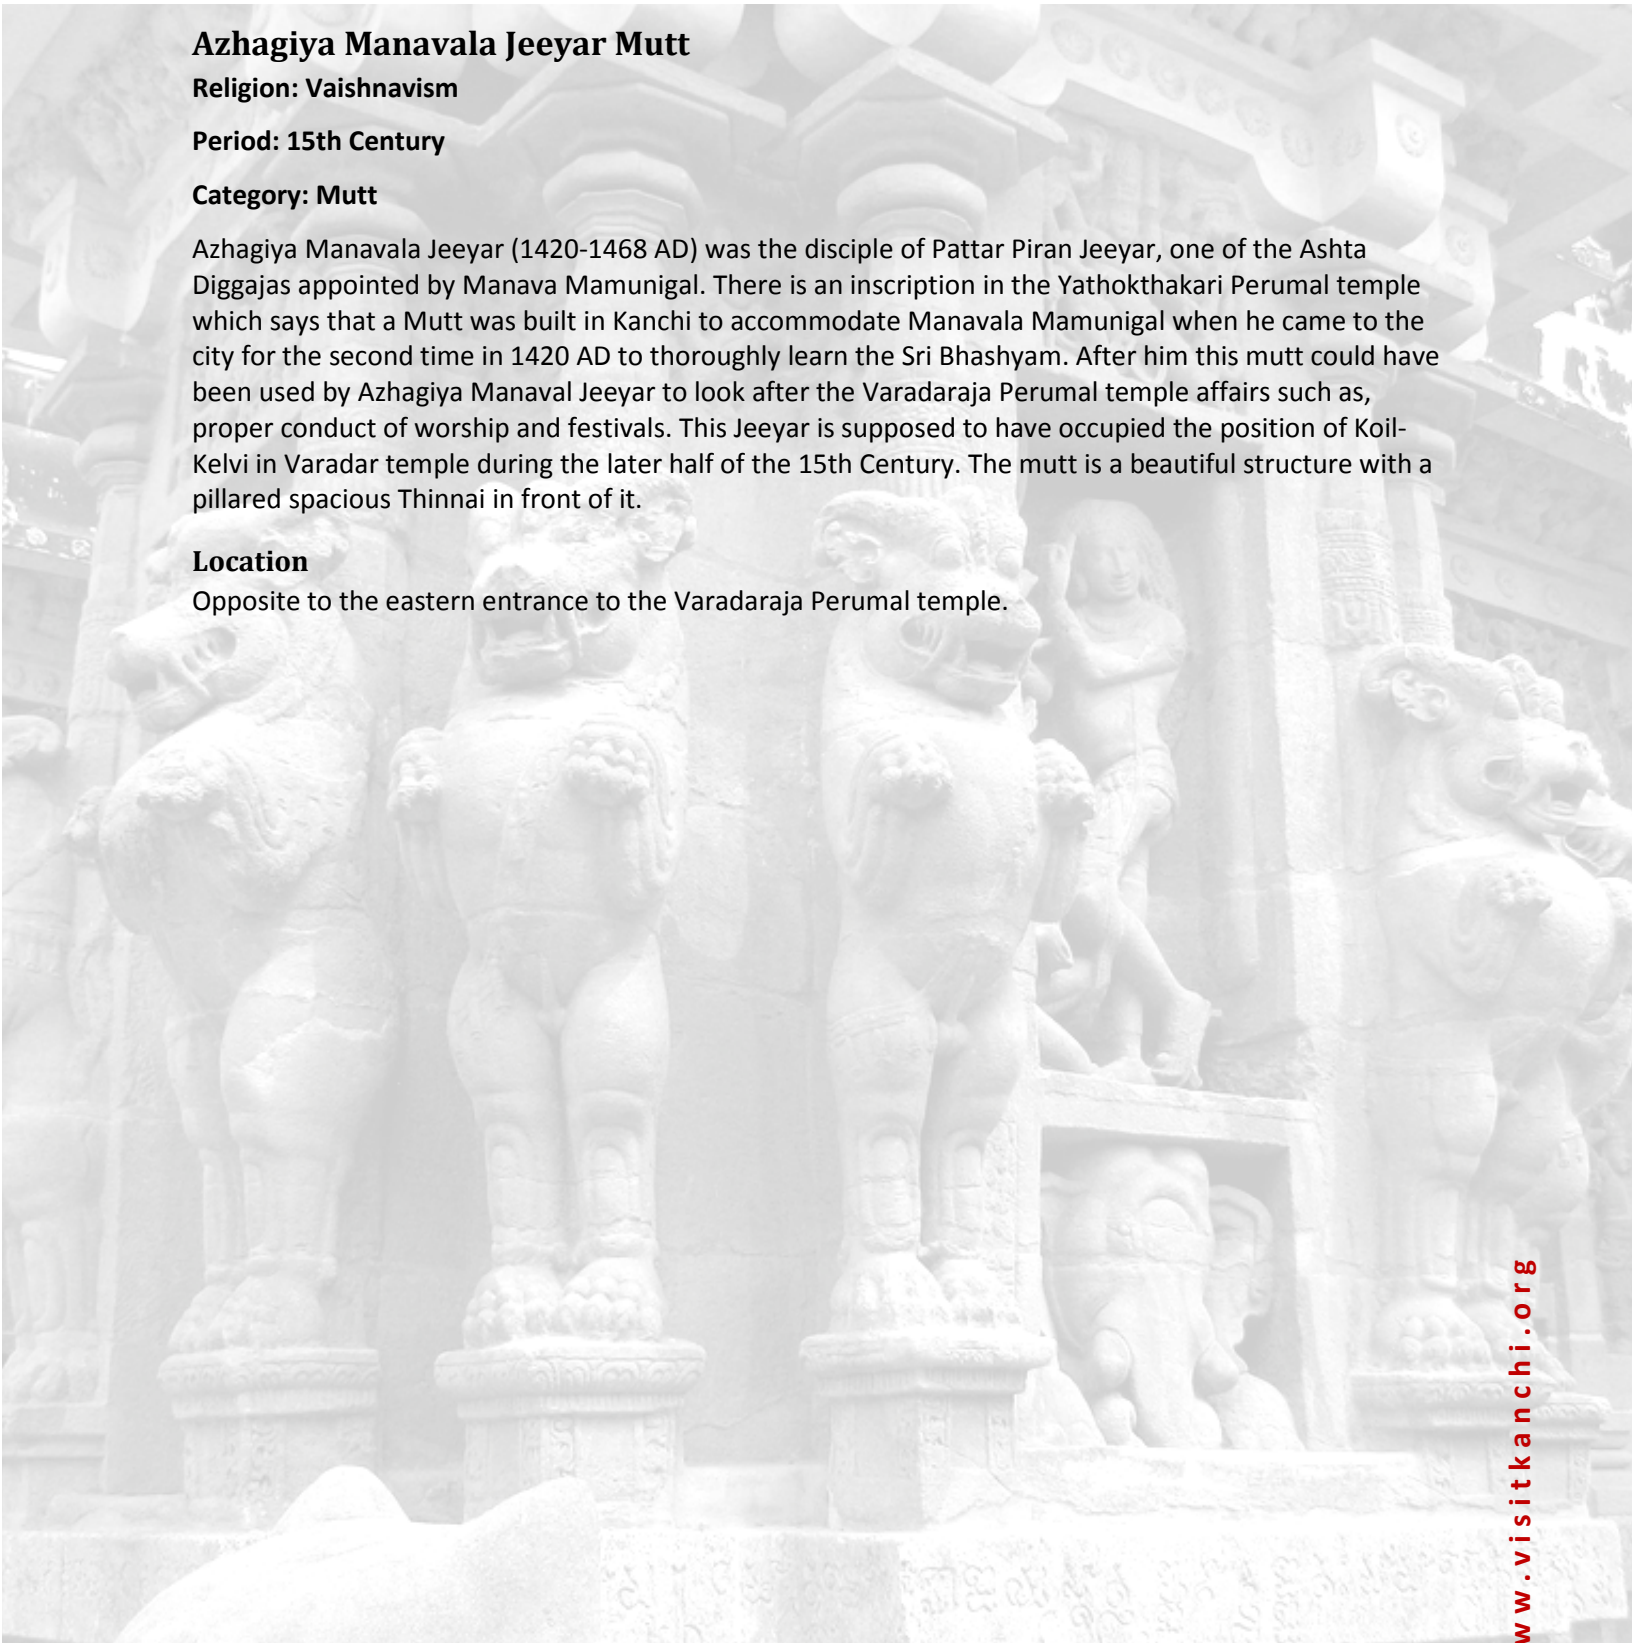 Azhagiya Manavala Jeeyar Mutt
Religion: Vaishnavism
Period: 15th Century
Category: Mutt
Azhagiya Manavala Jeeyar (1420-1468 AD) was the disciple of Pattar Piran Jeeyar, one of the Ashta
Diggajas appointed by Manava Mamunigal. There is an inscription in the Yathokthakari Perumal temple
which says that a Mutt was built in Kanchi to accommodate Manavala Mamunigal when he came to the
city for the second time in 1420 AD to thoroughly learn the Sri Bhashyam. After him this mutt could have
been used by Azhagiya Manaval Jeeyar to look after the Varadaraja Perumal temple affairs such as,
proper conduct of worship and festivals. This Jeeyar is supposed to have occupied the position of Koil-
Kelvi in Varadar temple during the later half of the 15th Century. The mutt is a beautiful structure with a
pillared spacious Thinnai in front of it.
Location
Opposite to the eastern entrance to the Varadaraja Perumal temple.
ww.visitkanchi.org